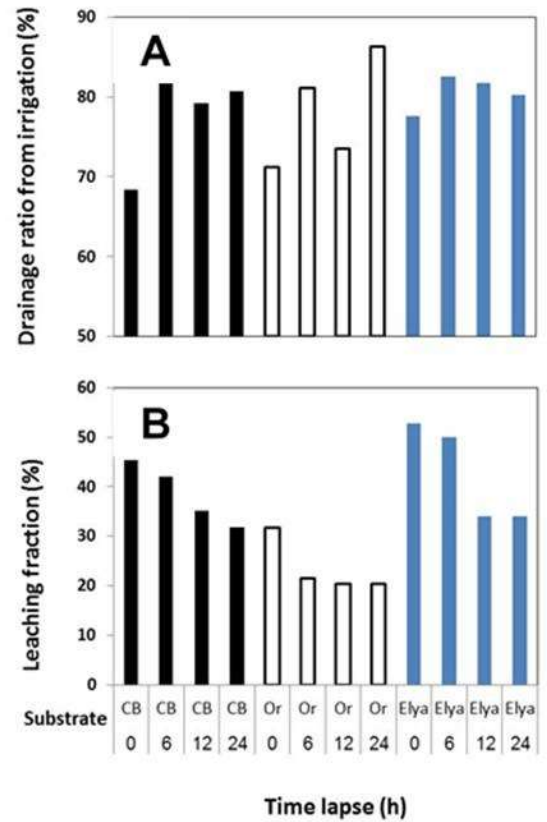 Drainage ratio from irrigation (%)
90
80
70
60
50
A
Leaching fraction (%)
60
50
40
30
20
10
0
B
Substrate CB CB CB CB Or Or Or Or Elya Elya Elya Elya
0 6 12 24 0 6 12 24 0 6 12 24
Time lapse (h)